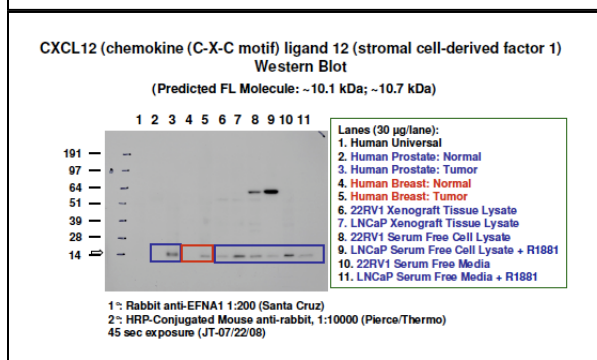 CXCL12 (chemokine (C-X-C motif) ligand 12 (stromal cell-derived factor 1)
Western Blot
(Predicted FL Molecule: ~10.1 kDa; ~10.7 kDa)
1 2 3 4 5 6 7 8 9 10 11
191
97
64
51
39
28
14
Lanes (30 µg/lane):
1. Human Universal
2. Human Prostate: Normal
3. Human Prostate: Tumor
4. Human Breast: Normal
5. Human Breast: Tumor
6. 22RV1 Xenograft Tissue Lysate
7. LNCaP Xenograft Tissue Lysate
8. 22RV1 Serum Free Cell Lysate
9. LNCaP Serum Free Cell Lysate + R1881
10. 22RV1 Serum Free Media
11. LNCaP Serum Free Media + R1881
1°: Rabbit anti-EFNA1 1:200 (Santa Cruz)
2°: HRP-Conjugated Mouse anti-rabbit, 1:10000 (Pierce/Thermo)
45 sec exposure (JT-07/22/08)